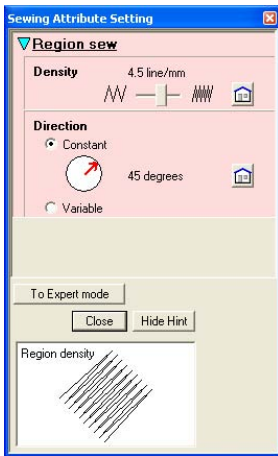 Sewing Attribute Setting
Region sew
Density 4.5 line/mm
Direction
Constant
45 degrees
Variable
To Expert mode
Close Hide Hint
Region density